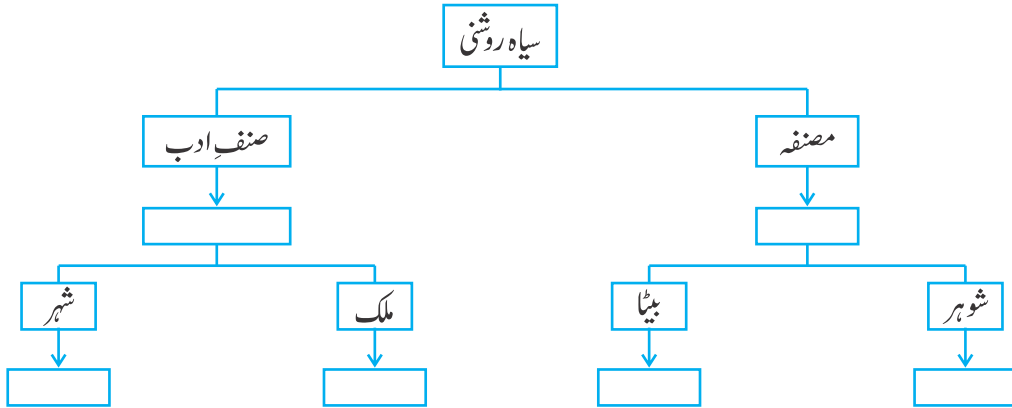 سیاہ روشنی
مصنفہ
صنفِ ادب
شوہر
بیٹا
ملک
شہر